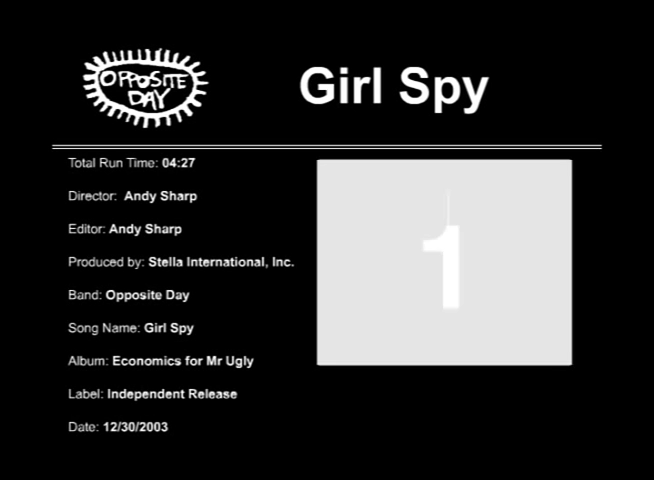 OPPOSITE
DAY
Girl Spy
Total Run Time: 04:27
Director: Andy Sharp
Editor: Andy Sharp
Produced by: Stella International, Inc.
Band: Opposite Day
Song Name: Girl Spy
Album: Economics for Mr Ugly
Label: Independent Release
Date: 12/30/2003
1